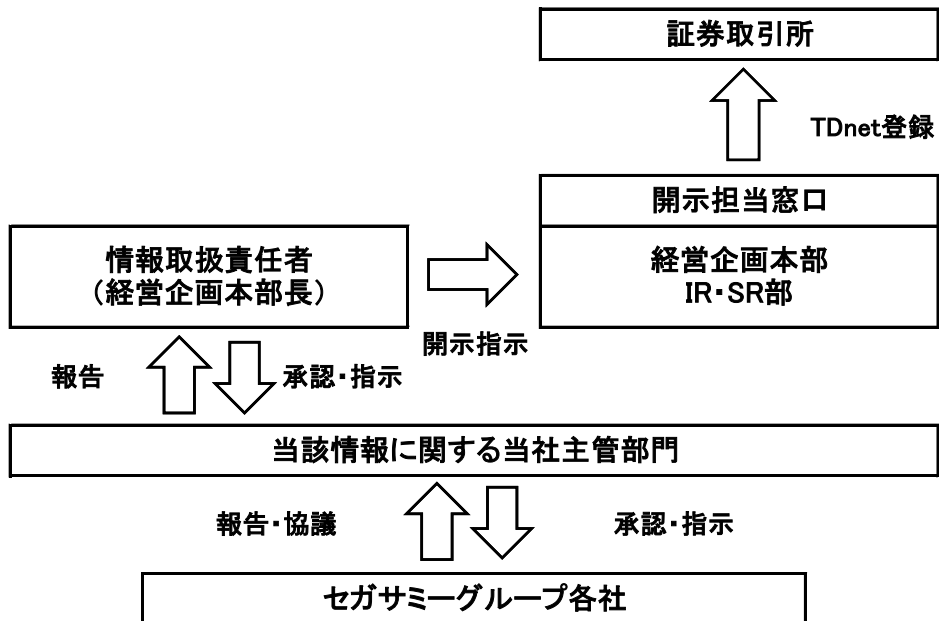 証券取引所
TDnet登録
開示担当窓口
情報取扱責任者
（経営企画本部長）
経営企画本部
IR・SR部
開示指示
報告
承認・指示
当該情報に関する当社主管部門
報告・協議
承認・指示
セガサミーグループ各社